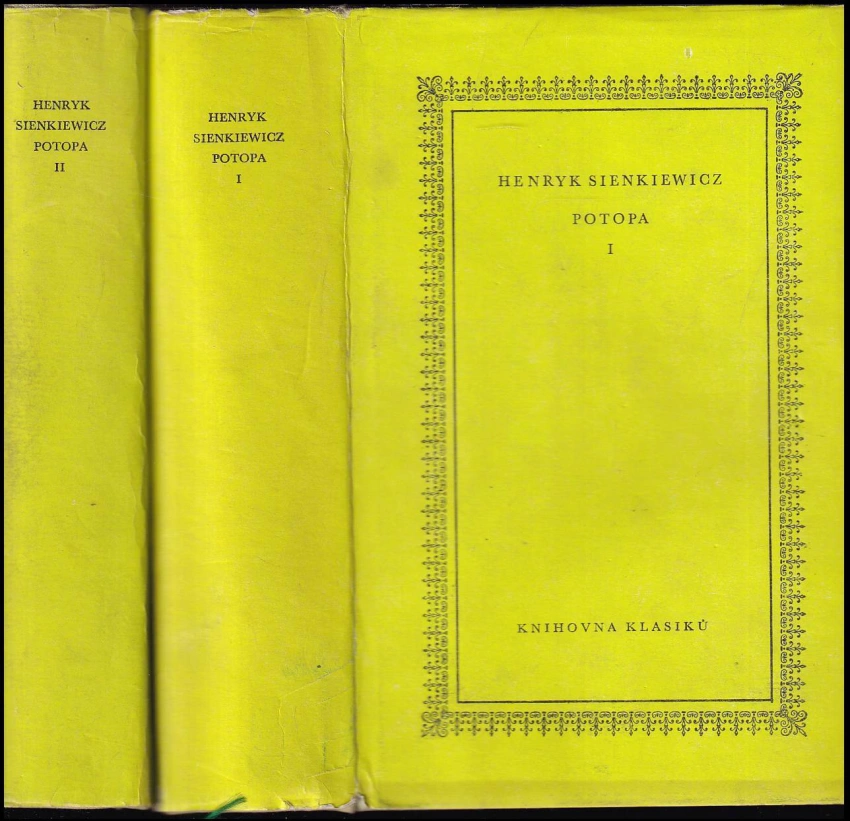 HENRYK
SIENKIEWICZ
POTOPA
II
HENRYK
SIENKIEWICZ
POTOPA
I
HENRYK SIENKIEWICZ
POTOPA
I
KNIHOVNA KLASIKŮ